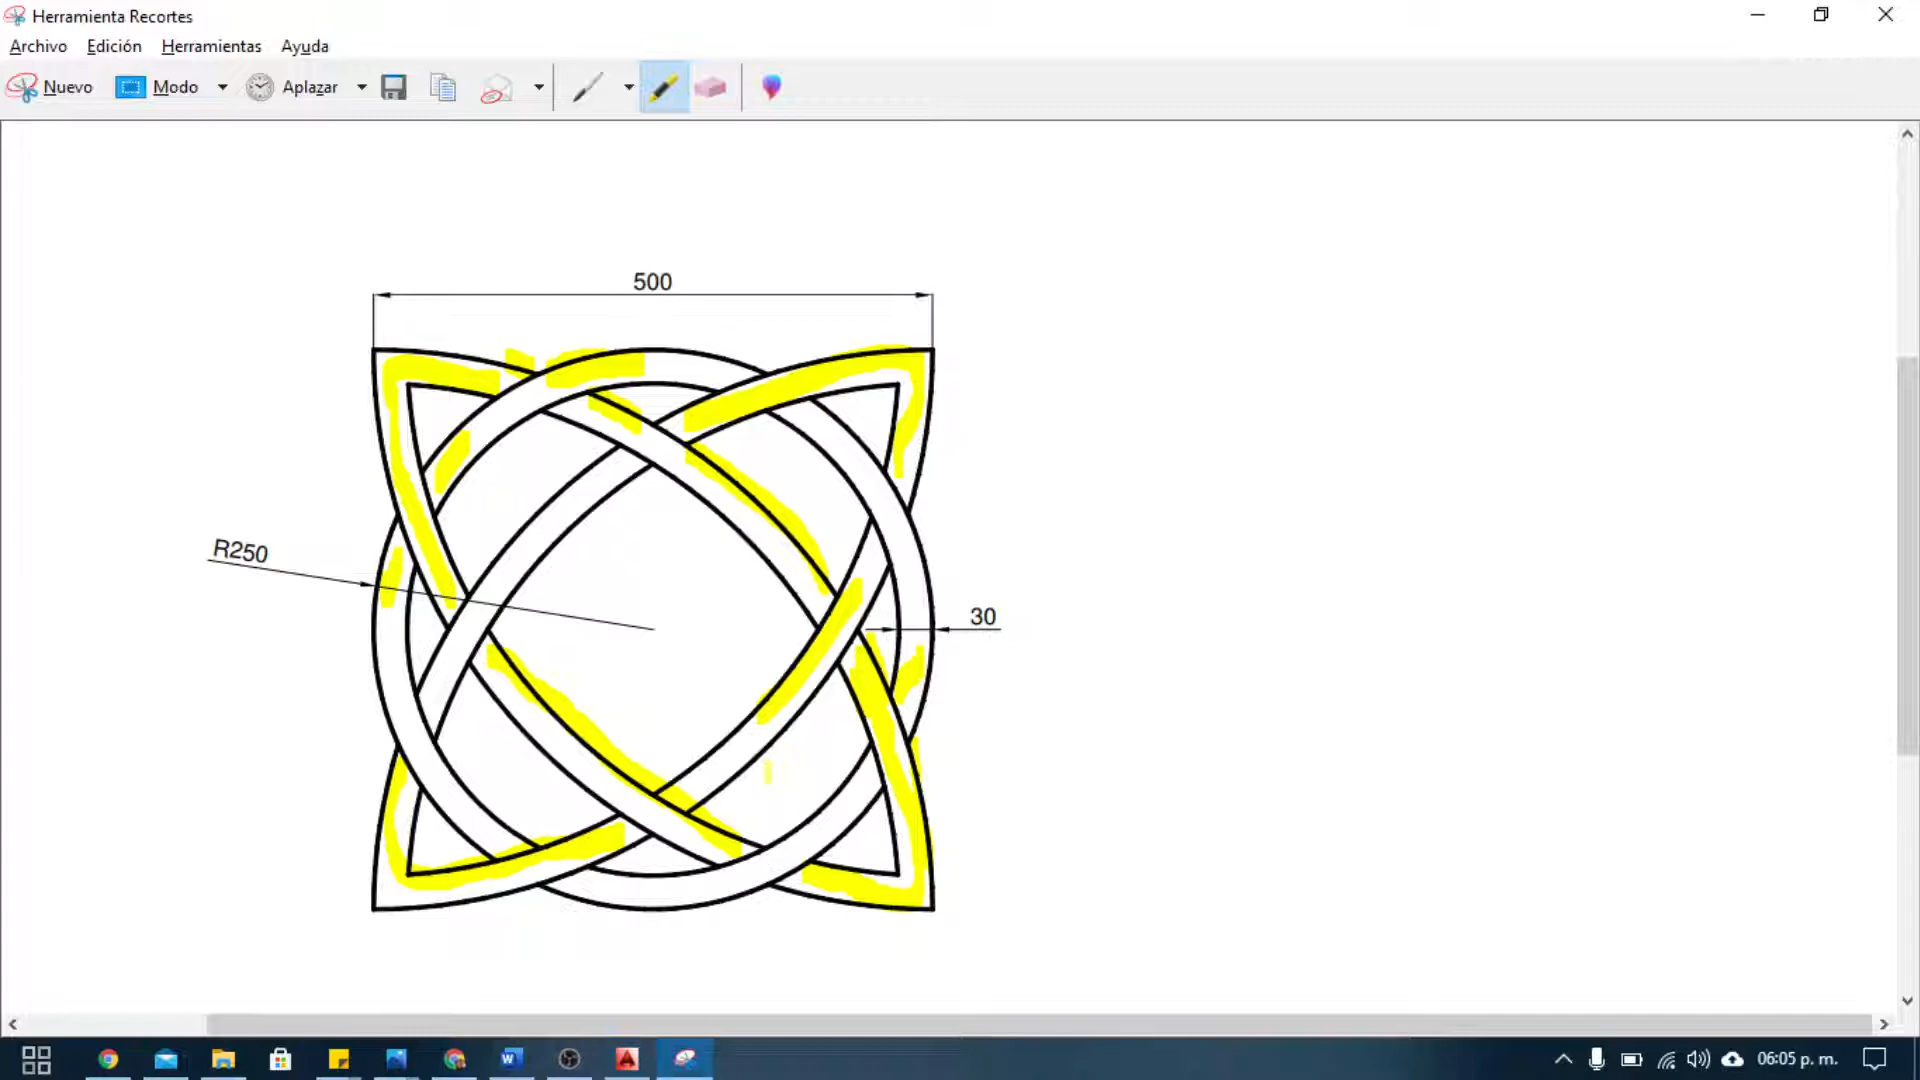 Herramienta Recortes
Archivo Edición Herramientas Ayuda
Nuevo Modo Aplazar
500
R250
30
06:05 p. m.